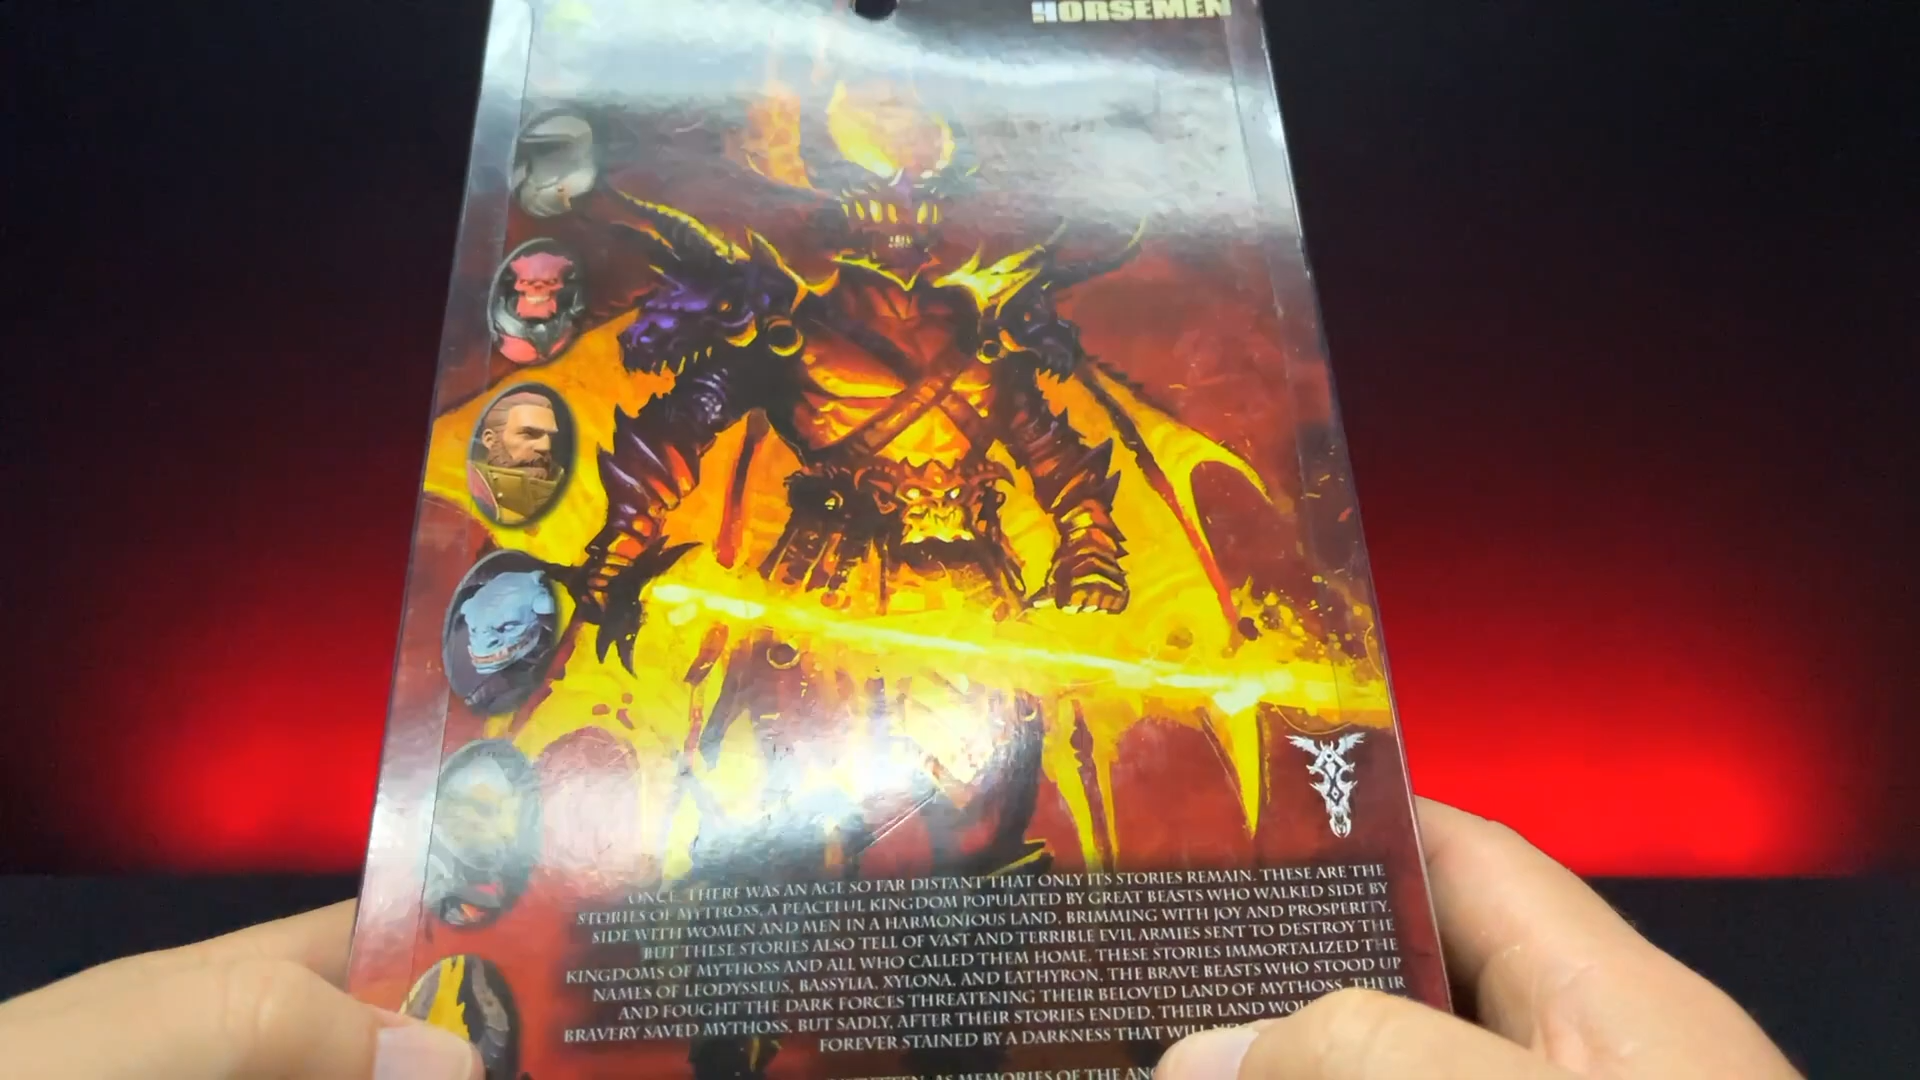 HORSEMEN
ONCE, THERE WAS AN AGE SO FAR DISTANT THAT ONLY ITS STORIES REMAIN. THESE ARE THE
STORIES OF MYTHOSS, A PEACEFUL KINGDOM POPULATED BY GREAT BEASTS WHO WALKED SIDE BY
SIDE WITH WOMEN AND MEN IN A HARMONIOUS LAND, BRIMMING WITH JOY AND PROSPERITY.
BUT THESE STORIES ALSO TELL OF VAST AND TERRIBLE EVIL ARMIES SENT TO DESTROY THE
KINGDOMS OF MYTHOSS AND ALL WHO CALLED THEM HOME. THESE STORIES IMMORTALIZED THE
NAMES OF LEODYSSEUS, BASSYLIA, XYLONA, AND EATHYRON. THE BRAVE BEASTS WHO STOOD UP
AND FOUGHT THE DARK FORCES THREATENING THEIR BELOVED LAND OF MYTHOSS. THEIR
BRAVERY SAVED MYTHOSS, BUT SADLY, AFTER THEIR STORIES ENDED, THEIR LAND
FOREVER STAINED BY A DARKNESS THAT
AS MEMORIES OF THE